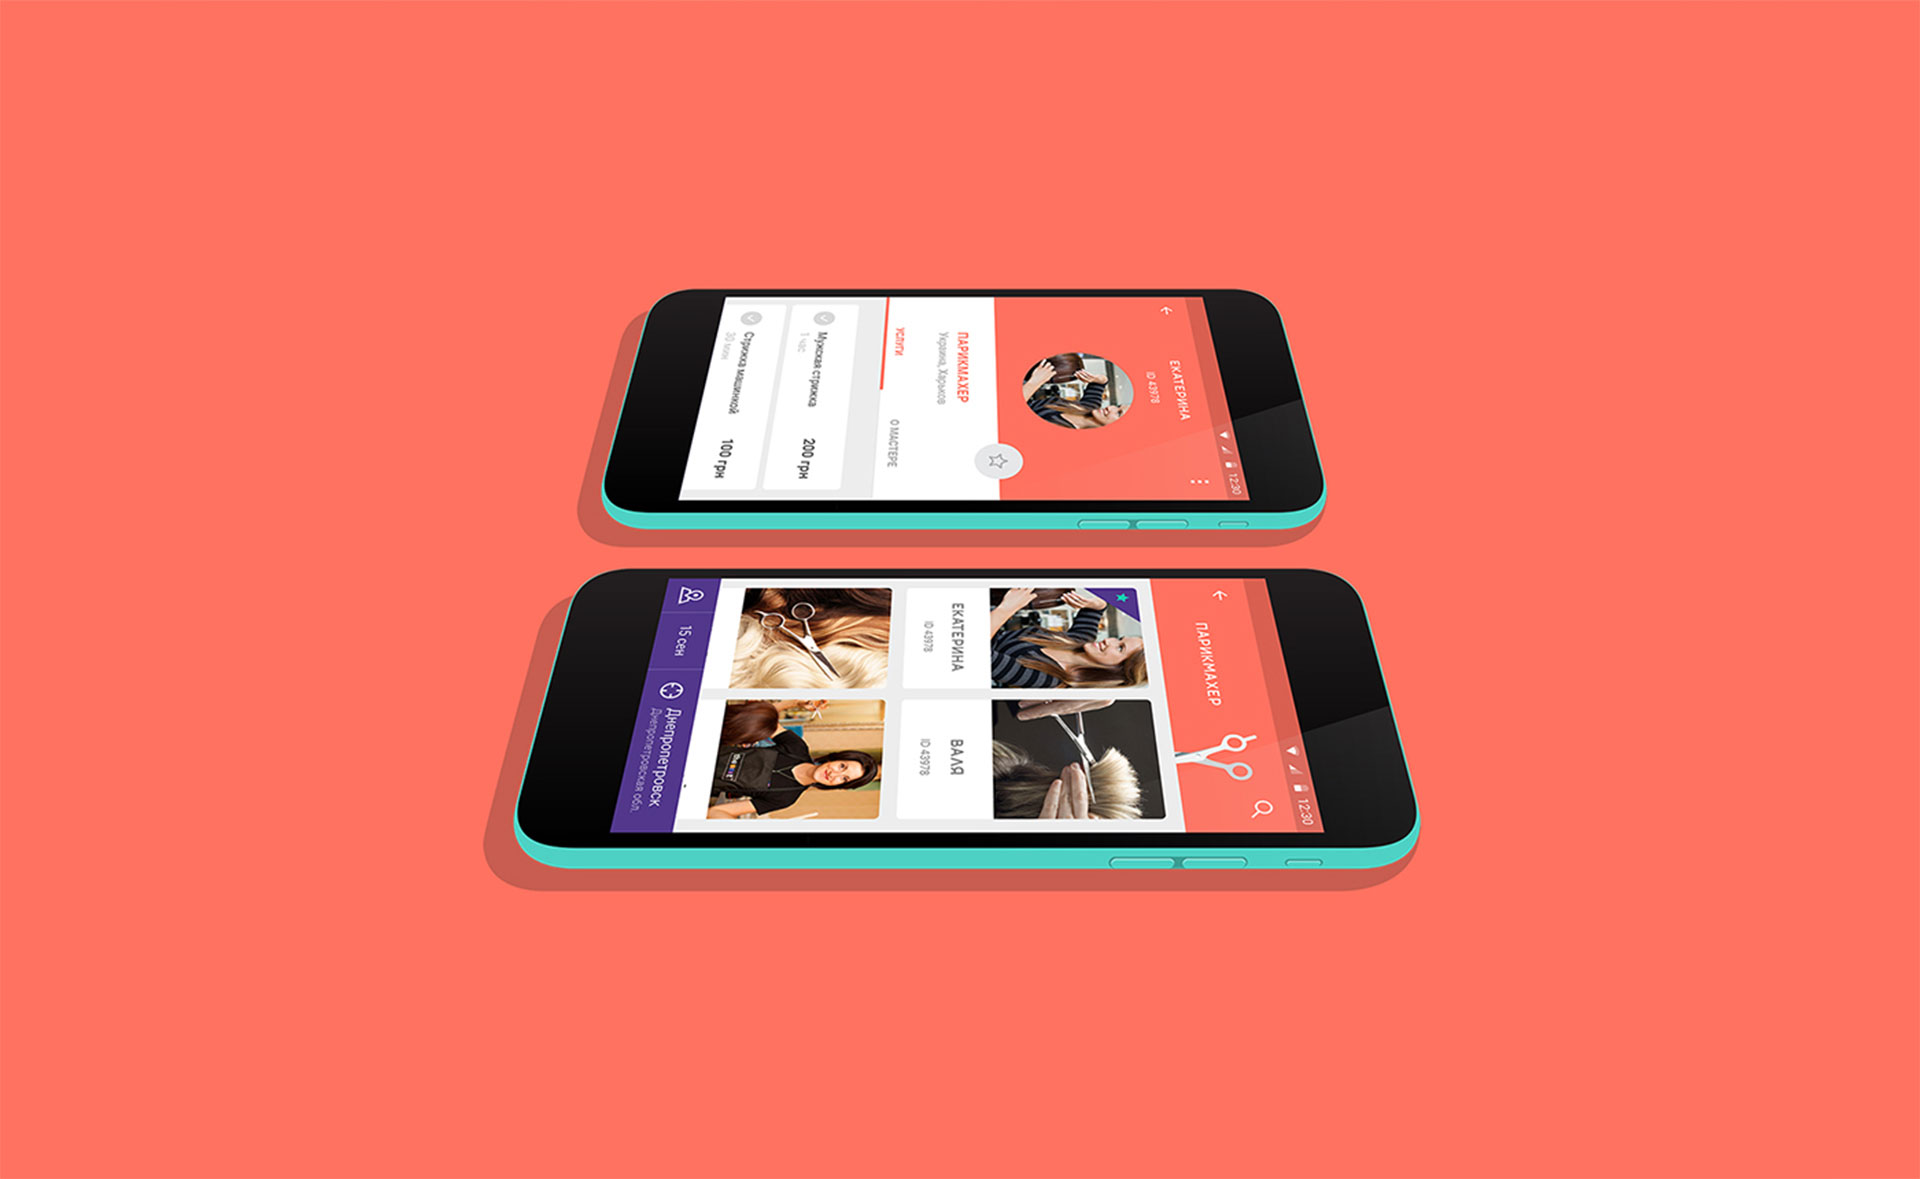 12:30
ЕКАТЕРИНА
ID 43978
ПАРИКМАХЕР
Украина, Харьков
УСЛУГИ
О МАСТЕРЕ
Мужская стрижка
1 час
200 грн
Стрижка машинкой
30 мин
100 грн
12:30
ПАРИКМАХЕР
ЕКАТЕРИНА
ID 43978
ВАЛЯ
ID 43978
15 сен
Днепропетровск
Днепропетровская обл.